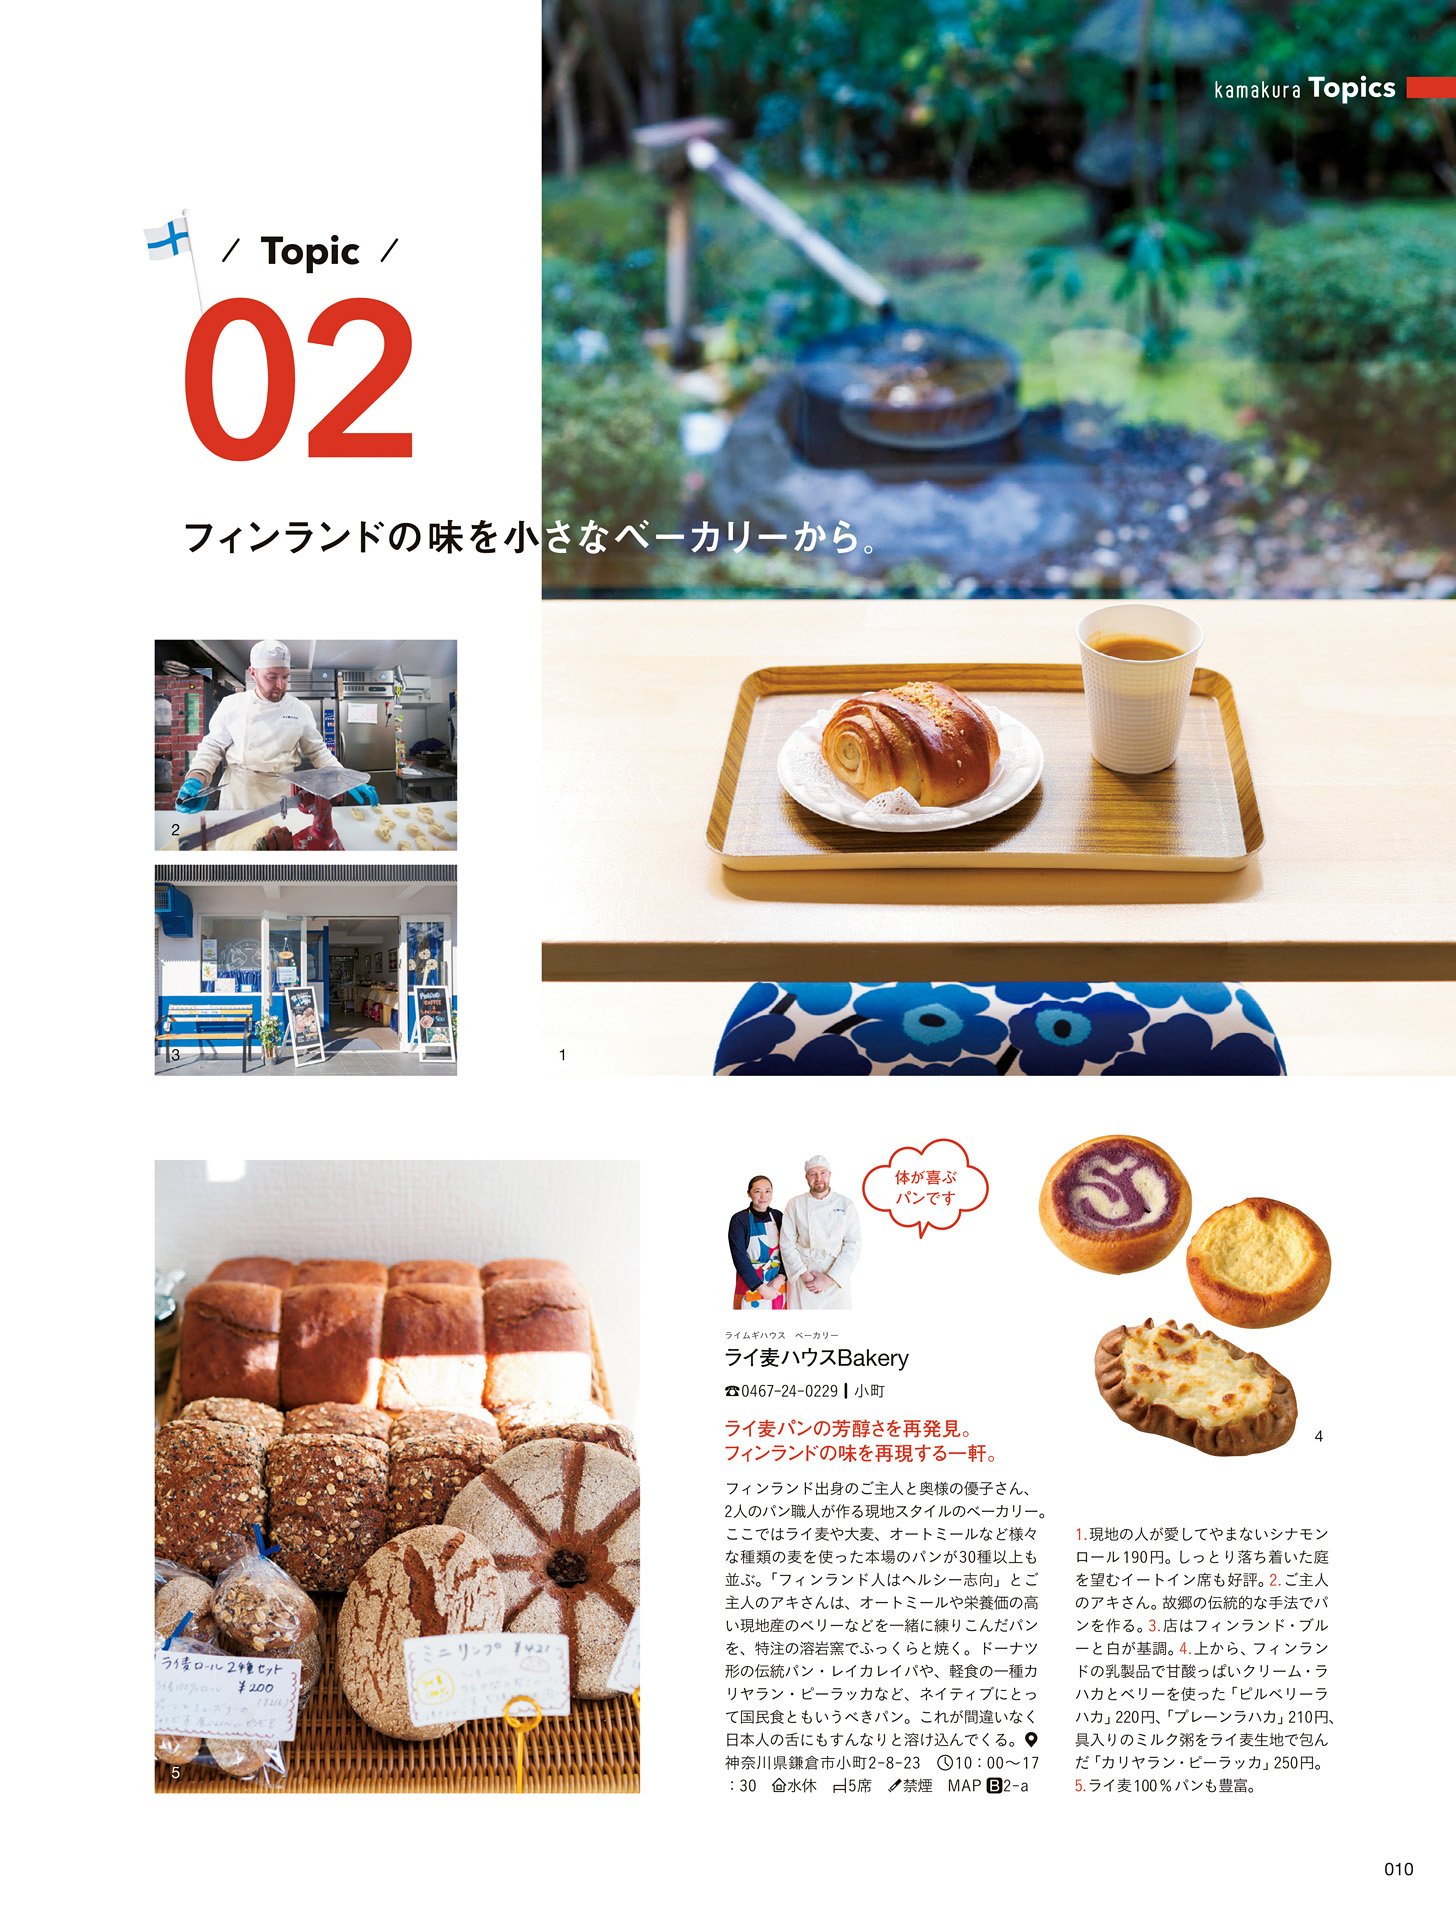 kamakura Topics
/ Topic /
02
フィンランドの味を小さなベーカリーから。
2
3
1
体が喜ぶ
パンです
4
ライムギハウス　ベーカリー
ライ麦ハウスBakery
☎0467-24-0229 | 小町
ライ麦パンの芳醇さを再発見。
フィンランドの味を再現する一軒。
フィンランド出身のご主人と奥様の優子さん、
2人のパン職人が作る現地スタイルのベーカリー。
ここではライ麦や大麦、オートミールなど様々
な種類の麦を使った本場のパンが30種以上も
並ぶ。「フィンランド人はヘルシー志向」とご
主人のアキさんは、オートミールや栄養価の高
い現地産のベリーなどを一緒に練りこんだパン
を、特注の溶岩窯でふっくらと焼く。ドーナツ
形の伝統パン・レイカレイパや、軽食の一種カ
リヤラン・ピーラッカなど、ネイティブにとっ
て国民食ともいうべきパン。これが間違いなく
日本人の舌にもすんなりと溶け込んでくる。
神奈川県鎌倉市小町2-8-23　10：00〜17
：30　水休　5席　禁煙　MAP B2-a
1.現地の人が愛してやまないシナモン
ロール190円。しっとり落ち着いた庭
を望むイートイン席も好評。2.ご主人
のアキさん。故郷の伝統的な手法でパ
ンを作る。3.店はフィンランド・ブル
ーと白が基調。4.上から、フィンラン
ドの乳製品で甘酸っぱいクリーム・ラ
ハカとベリーを使った「ピルベリーラ
ハカ」220円、「プレーンラハカ」210円、
具入りのミルク粥をライ麦生地で包ん
だ「カリヤラン・ピーラッカ」250円。
5.ライ麦100％パンも豊富。
ミニリンプ ¥421-
ライ麦ロール2種セット
¥200
5
010